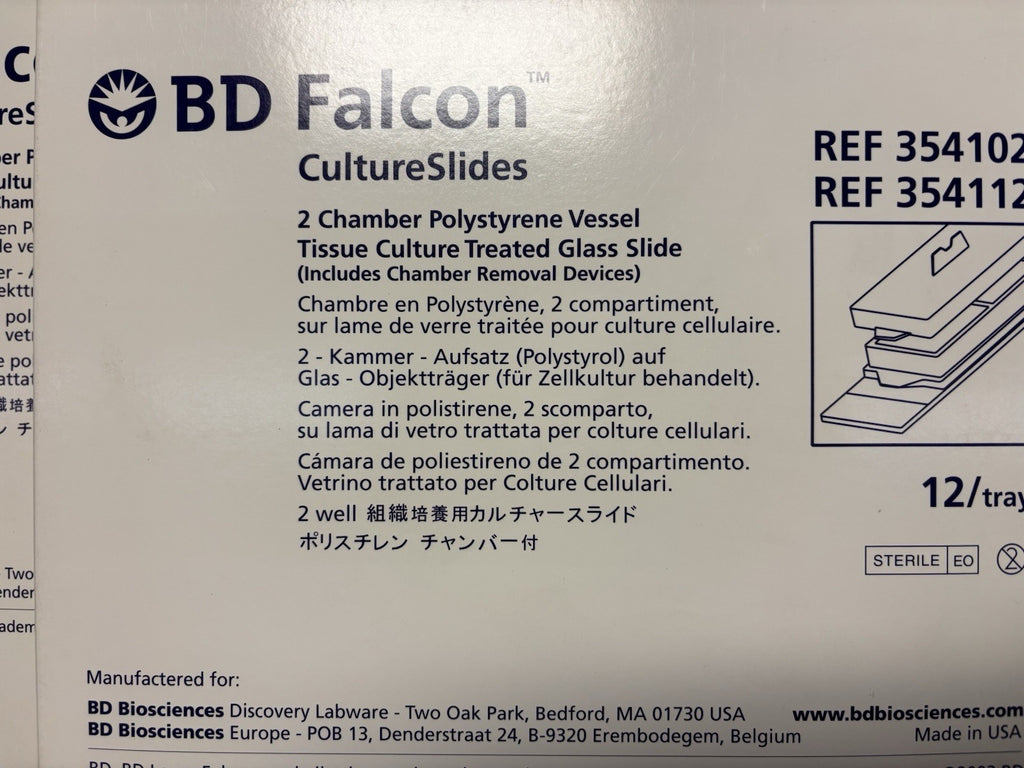 BD Falcon™
CultureSlides
REF 354102
REF 354112
2 Chamber Polystyrene Vessel
Tissue Culture Treated Glass Slide
(Includes Chamber Removal Devices)
Chambre en Polystyrène, 2 compartiment,
sur lame de verre traitée pour culture cellulaire.
2 - Kammer - Aufsatz (Polystyrol) auf
Glas - Objektträger (für Zellkultur behandelt).
Camera in polistirene, 2 scomparto,
su lama di vetro trattata per colture cellulari.
Cámara de poliestireno de 2 compartimento.
Vetrino trattato per Colture Cellulari.
2 well 組織培養用カルチャースライド
ポリスチレン チャンバー付
12/tray
STERILE EO
2
Manufactered for:
BD Biosciences Discovery Labware - Two Oak Park, Bedford, MA 01730 USA
www.bdbiosciences.com
BD Biosciences Europe - POB 13, Denderstraat 24, B-9320 Erembodegem, Belgium
Made in USA